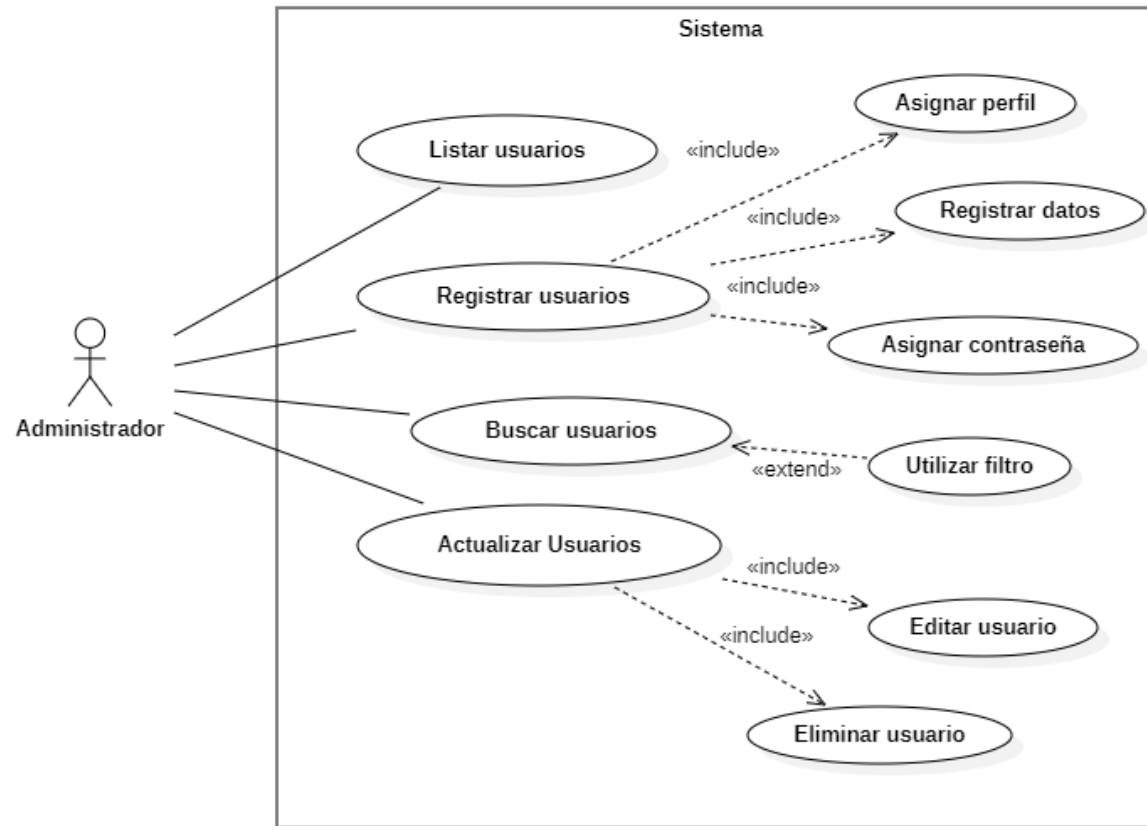 Sistema
Asignar perfil
Listar usuarios
«include»
Registrar datos
«include»
Registrar usuarios
«include»
Asignar contraseña
Administrador
Buscar usuarios
«extend»
Utilizar filtro
Actualizar Usuarios
«include»
Editar usuario
«include»
Eliminar usuario